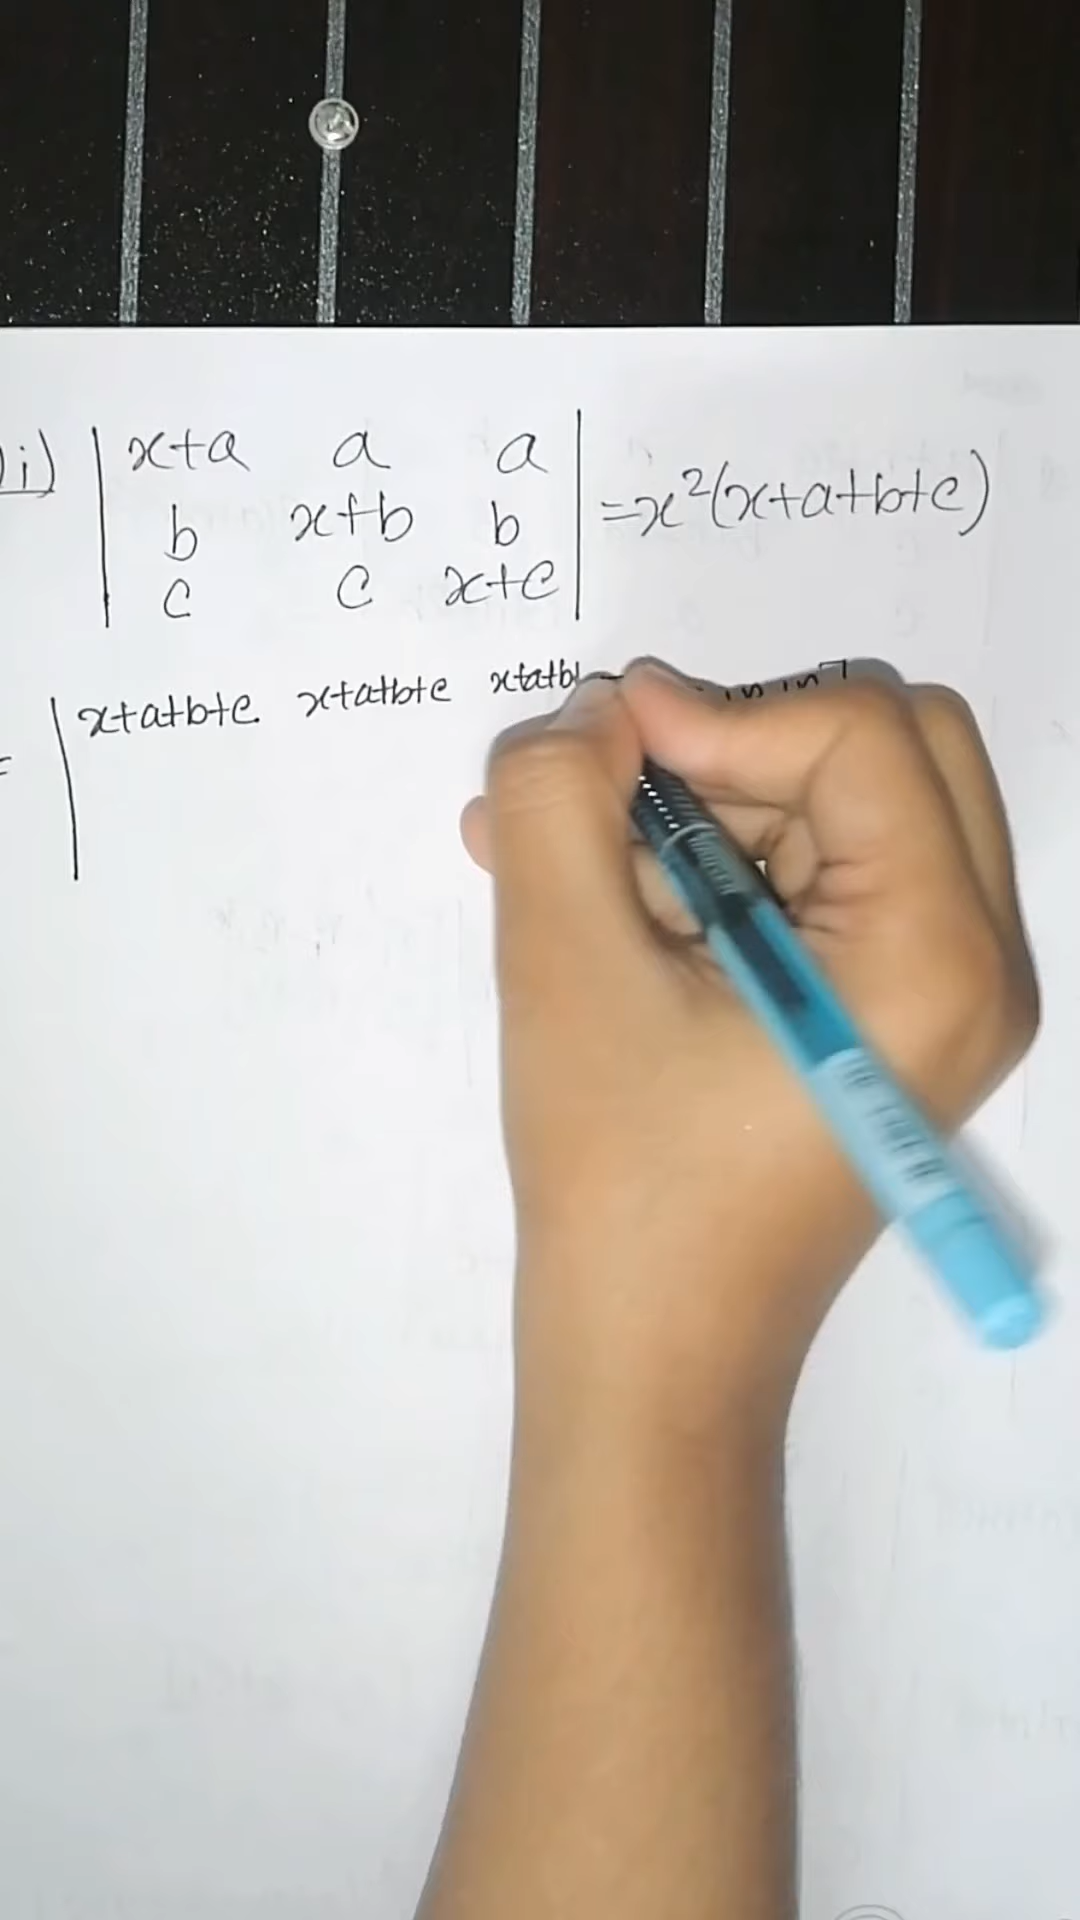 i) | x+a a a | = x²(x+a+b+c)
| b x+b b |
| c c x+c |
= | x+a+b+c x+a+b+c x+a+b